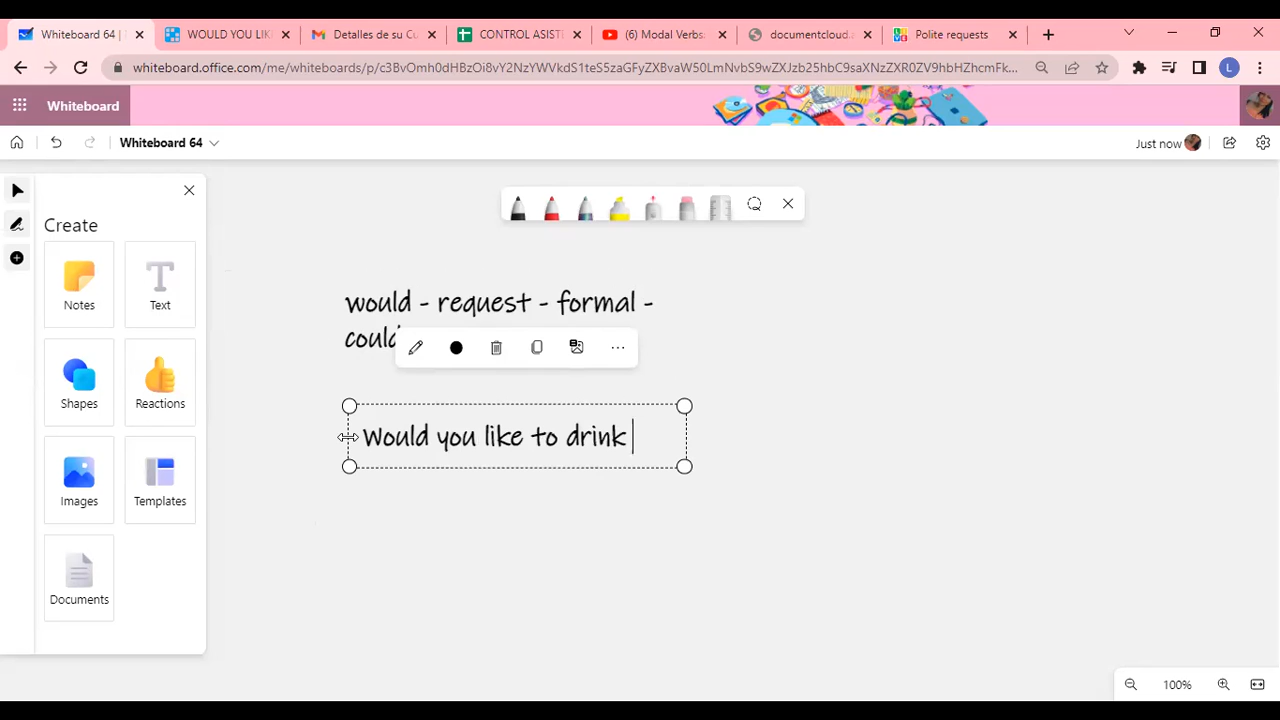 Whiteboard 64 |
WOULD YOU LIK
Detalles de su Cu
CONTROL ASIST
(6) Modal Verbs
documentcloud.a
Polite requests
whiteboard.office.com/me/whiteboards/p/c3BvOmh0dHBzOi8vY2NzYWVkdS1teS5zaGFyZXBvaW50LmNvbS9wZXJzb25hbC9saXNzZXR0ZV9hbHZhcmFk...
L
Whiteboard
Whiteboard 64
Just now
Create
Notes
Text
Shapes
Reactions
Images
Templates
Documents
would - request - formal -
could
Would you like to drink
100%